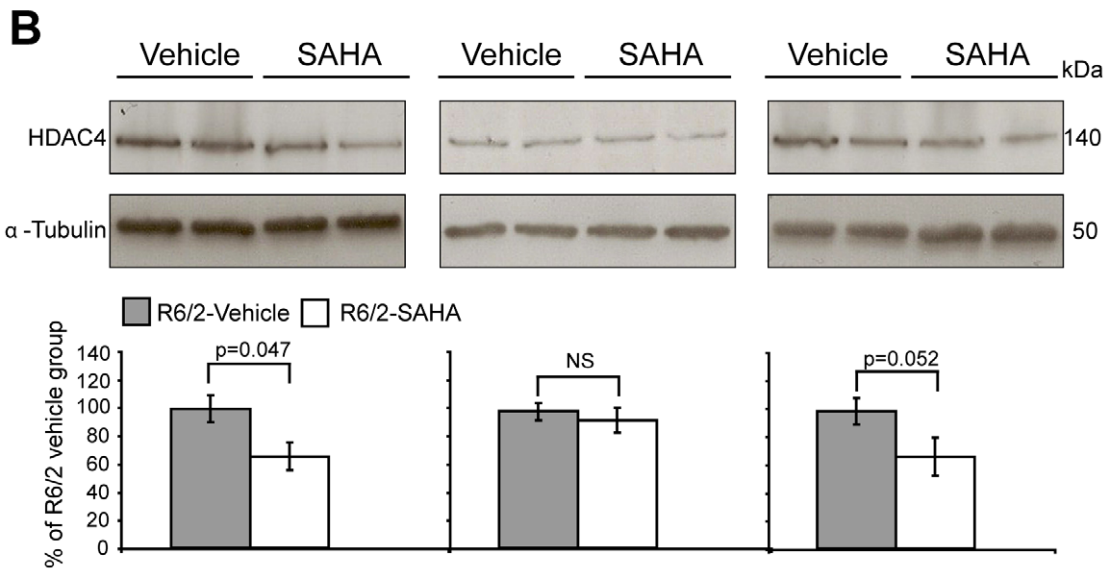 B
Vehicle SAHA Vehicle SAHA Vehicle SAHA
kDa
HDAC4 140
α -Tubulin 50
R6/2-Vehicle R6/2-SAHA
% of R6/2 vehicle group
140
120
100
80
60
40
20
0
p=0.047
NS
p=0.052